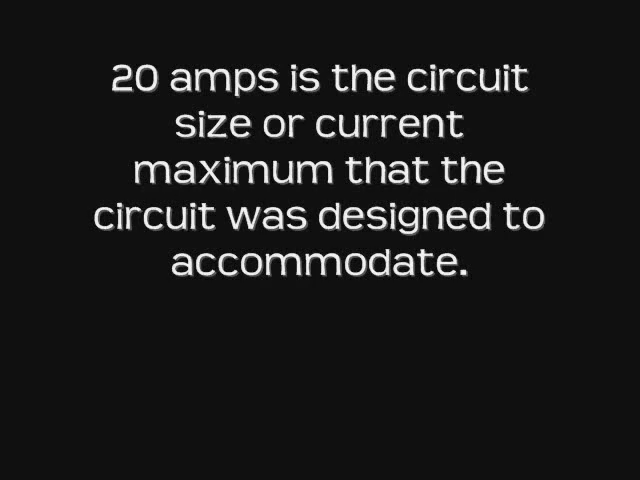 20 amps is the circuit
size or current
maximum that the
circuit was designed to
accommodate.